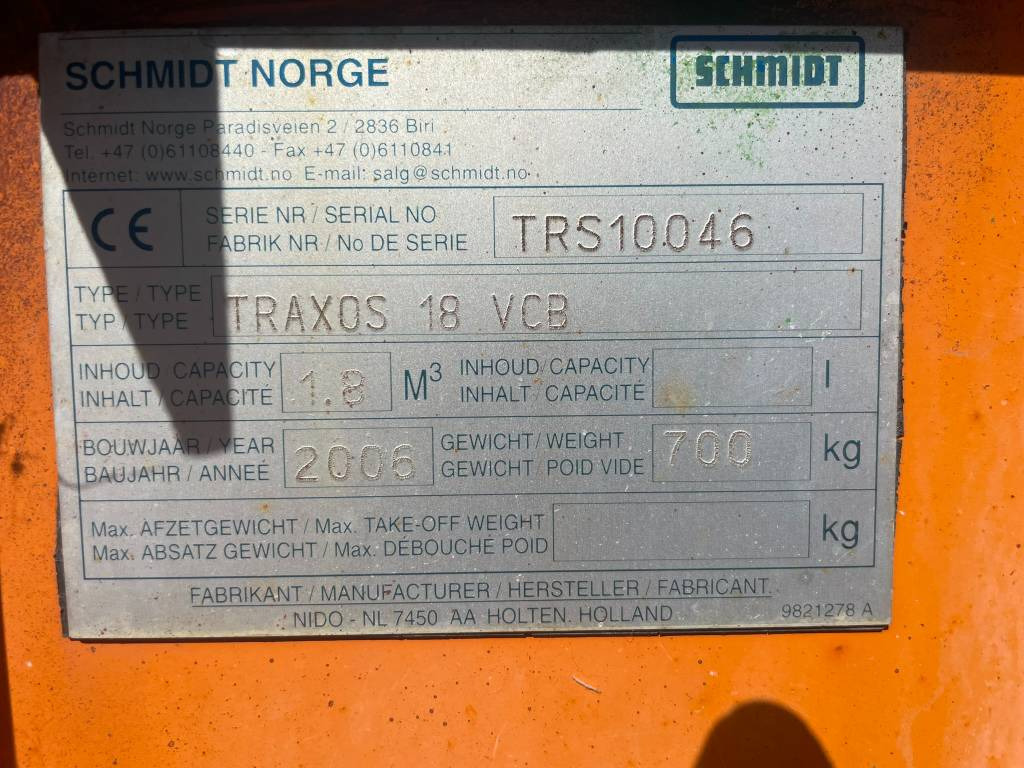 SCHMIDT NORGE
SCHMIDT
Schmidt Norge Paradisveien 2 / 2836 Biri
Tel. +47 (0)61108440 - Fax +47 (0)6110841
Internet: www.schmidt.no E-mail: salg@schmidt.no
CE
SERIE NR / SERIAL NO
FABRIK NR / No DE SERIE
TRS10046
TYPE / TYPE
TYP / TYPE
TRAXOS 18 VCB
INHOUD CAPACITY
INHALT / CAPACITÉ
1.8 M³
INHOUD / CAPACITY
INHALT / CAPACITÉ
l
BOUWJAAR / YEAR
BAUJAHR / ANNEÉ
2006
GEWICHT / WEIGHT
GEWICHT / POID VIDE
700 kg
Max. AFZETGEWICHT / Max. TAKE-OFF WEIGHT
Max. ABSATZ GEWICHT / Max. DÉBOUCHÉ POID
kg
FABRIKANT / MANUFACTURER / HERSTELLER / FABRICANT.
NIDO - NL 7450 AA HOLTEN. HOLLAND
9821278 A